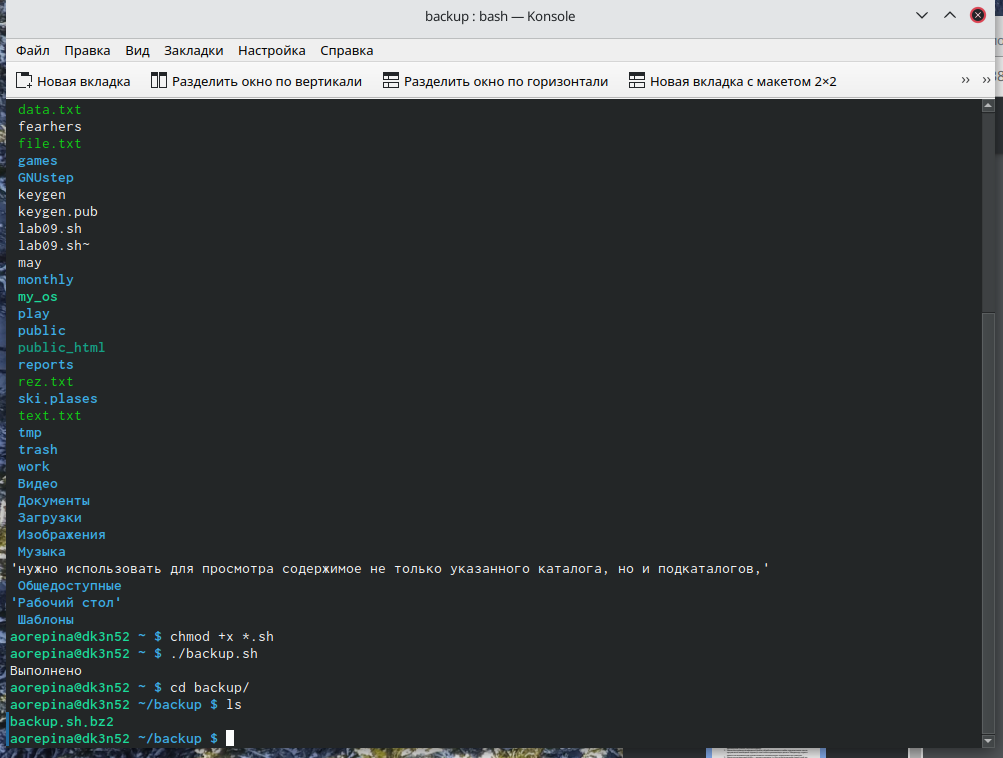 backup : bash — Konsole
Файл Правка Вид Закладки Настройка Справка
Новая вкладка Разделить окно по вертикали Разделить окно по горизонтали Новая вкладка с макетом 2×2 ›› ››
data.txt
fearhers
file.txt
games
GNUstep
keygen
keygen.pub
lab09.sh
lab09.sh~
may
monthly
my_os
play
public
public_html
reports
rez.txt
ski.plases
text.txt
tmp
trash
work
Видео
Документы
Загрузки
Изображения
Музыка
'нужно использовать для просмотра содержимое не только указанного каталога, но и подкаталогов,'
Общедоступные
'Рабочий стол'
Шаблоны
aorepina@dk3n52 ~ $ chmod +x *.sh
aorepina@dk3n52 ~ $ ./backup.sh
Выполнено
aorepina@dk3n52 ~ $ cd backup/
aorepina@dk3n52 ~/backup $ ls
backup.sh.bz2
aorepina@dk3n52 ~/backup $